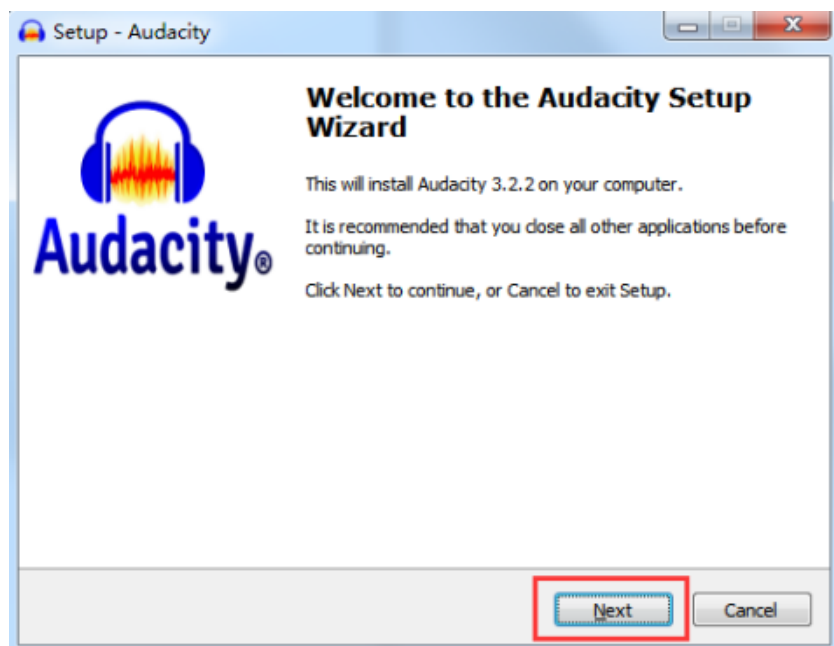 Setup - Audacity
Welcome to the Audacity Setup
Wizard
This will install Audacity 3.2.2 on your computer.
It is recommended that you close all other applications before
continuing.
Click Next to continue, or Cancel to exit Setup.
Audacity®
Next
Cancel